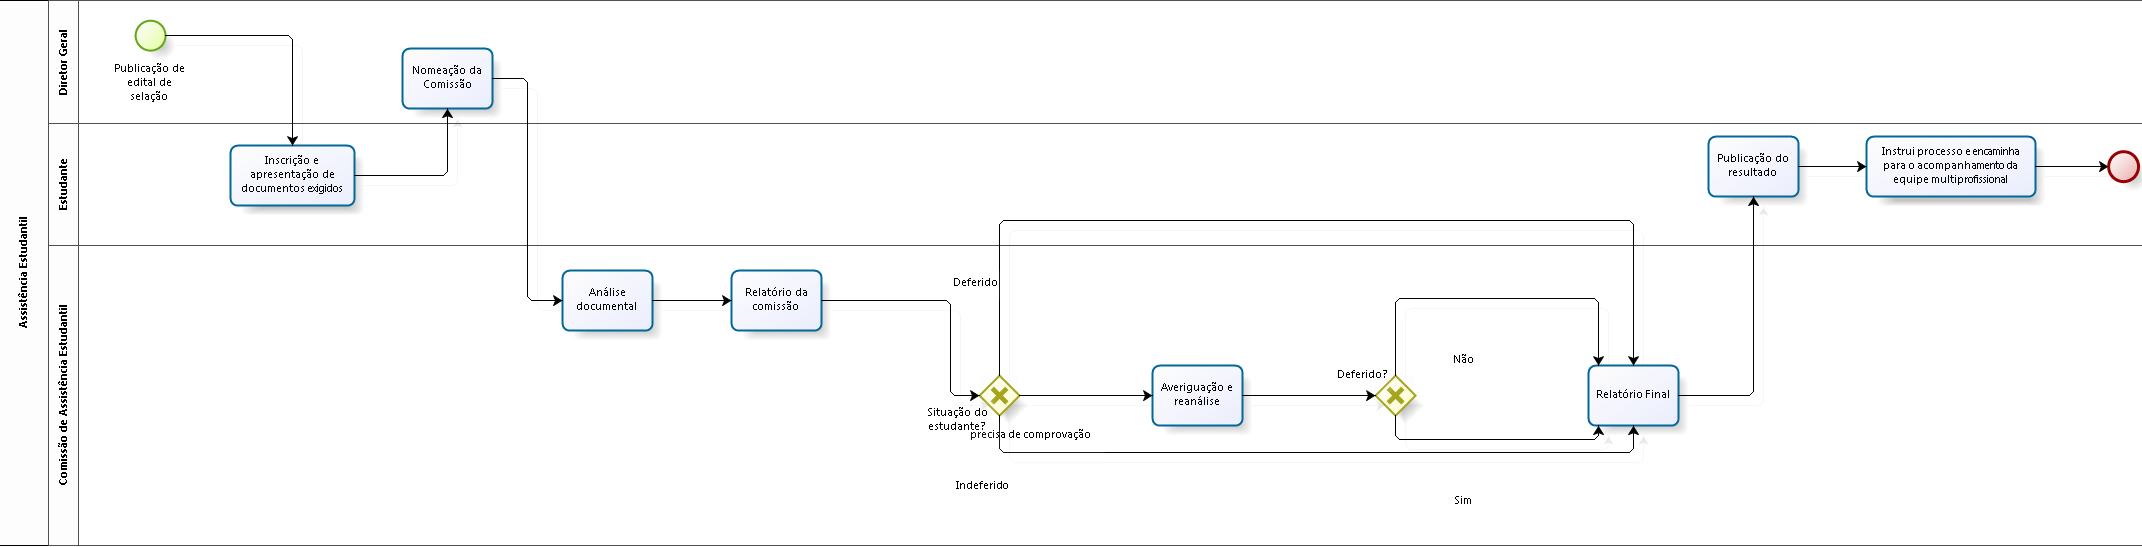 Assistência Estudantil
Diretor Geral
Publicação de
edital de
selação
Nomeação da
Comissão
Estudante
Inscrição e
apresentação de
documentos exigidos
Publicação do
resultado
Instrui processo e encaminha
para o acompanhamento da
equipe multiprofissional
Comissão de Assistência Estudantil
Análise
documental
Relatório da
comissão
Deferido
Situação do
estudante?
precisa de comprovação
Indeferido
Averiguação e
reanálise
Deferido?
Não
Sim
Relatório Final